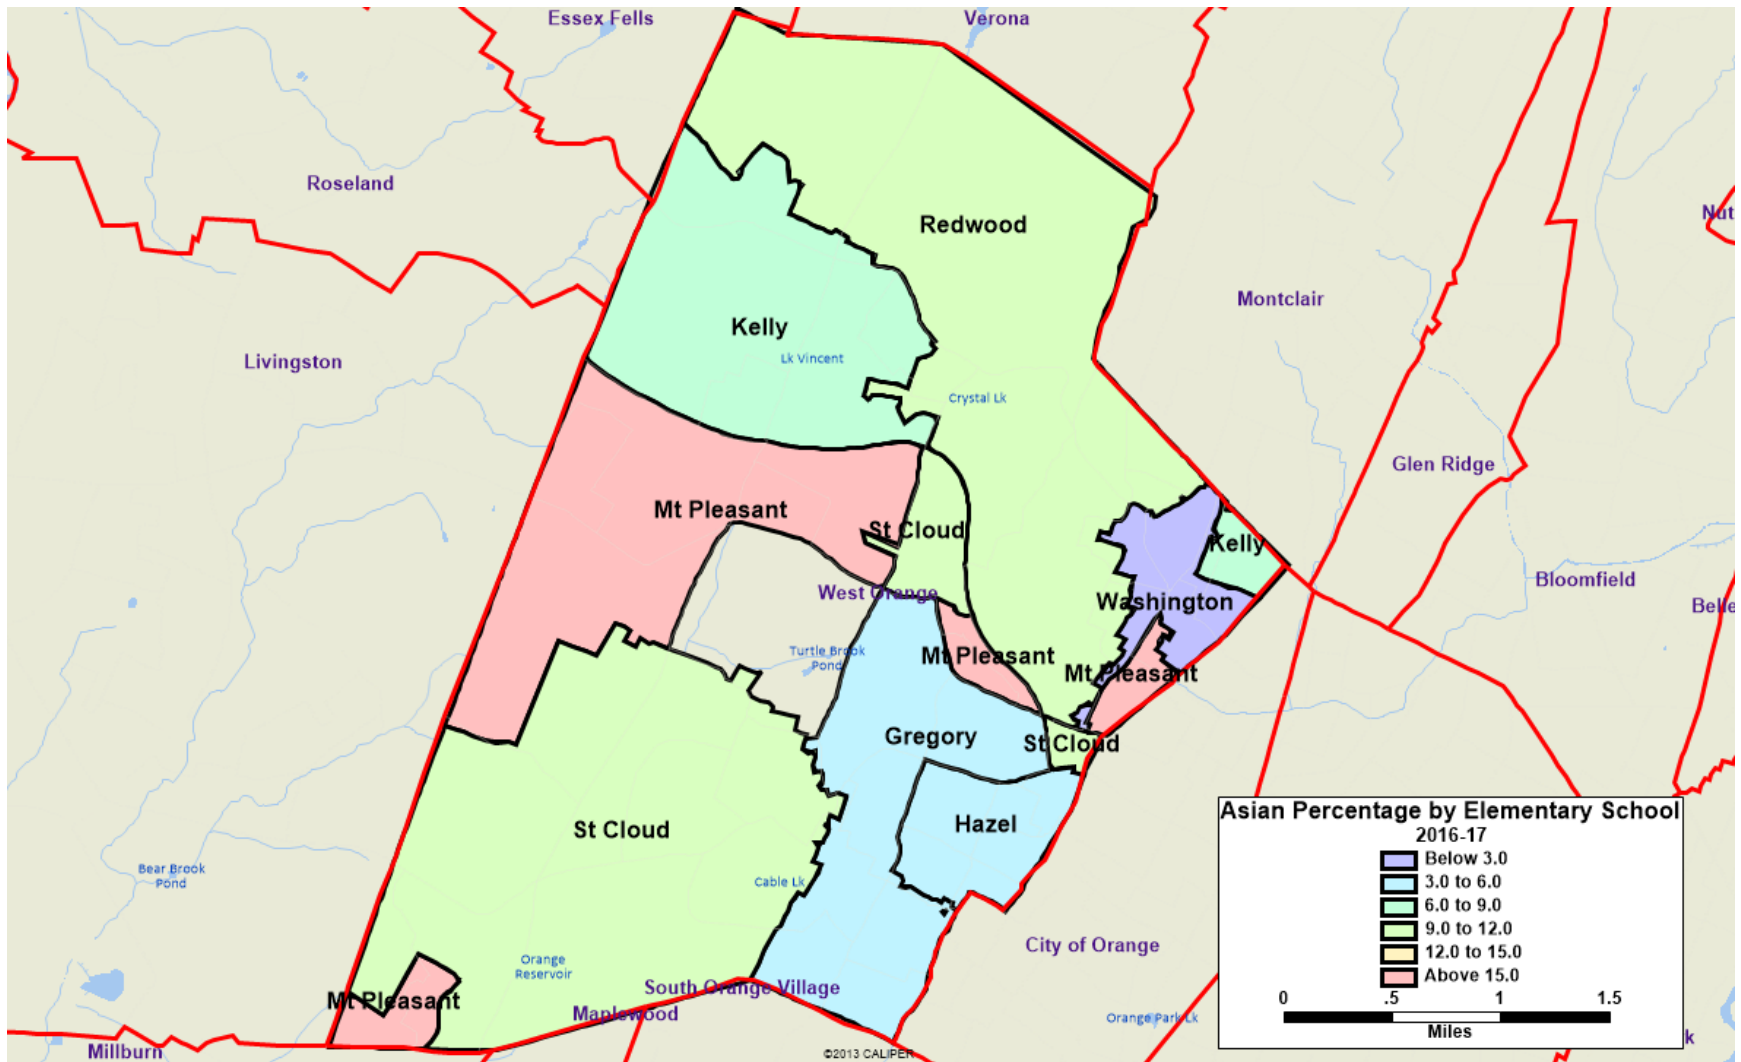 Essex Fells
Verona
Roseland
Nut
Redwood
Montclair
Kelly
Lk Vincent
Livingston
Crystal Lk
Glen Ridge
Mt Pleasant
St Cloud
Kelly
Bloomfield
West Orange
Washington
Belle
Turtle Brook
Pond
Mt Pleasant
Mt Pleasant
Gregory
St Cloud
St Cloud
Hazel
Asian Percentage by Elementary School
2016-17
Below 3.0
3.0 to 6.0
6.0 to 9.0
9.0 to 12.0
12.0 to 15.0
Above 15.0
0 .5 1 1.5
Miles
Bear Brook
Pond
Cable Lk
City of Orange
Orange
Reservoir
South Orange Village
Mt Pleasant
Maplewood
Orange Park Lk
k
Millburn
©2013 CALIPER